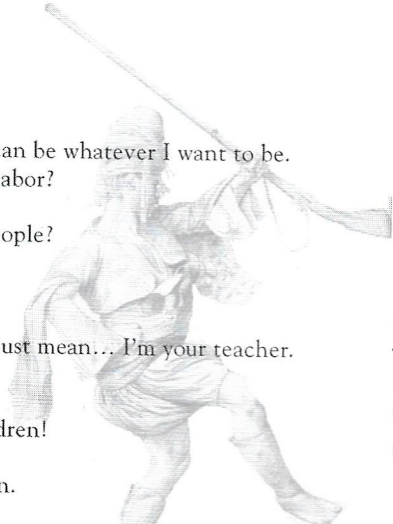 an be whatever I want to be.
abor?
ople?
ust mean… I'm your teacher.
dren!
n.